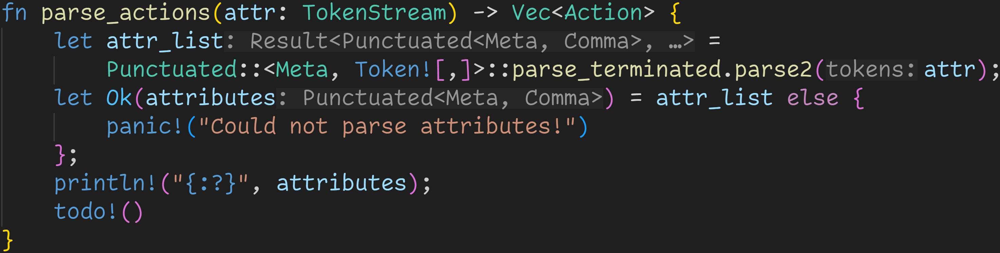 fn parse_actions(attr: TokenStream) -> Vec<Action> {
    let attr_list: Result<Punctuated<Meta, Comma>, …> =
        Punctuated::<Meta, Token![,]>::parse_terminated.parse2(tokens: attr);
    let Ok(attributes: Punctuated<Meta, Comma>) = attr_list else {
        panic!("Could not parse attributes!")
    };
    println!("{:?}", attributes);
    todo!()
}